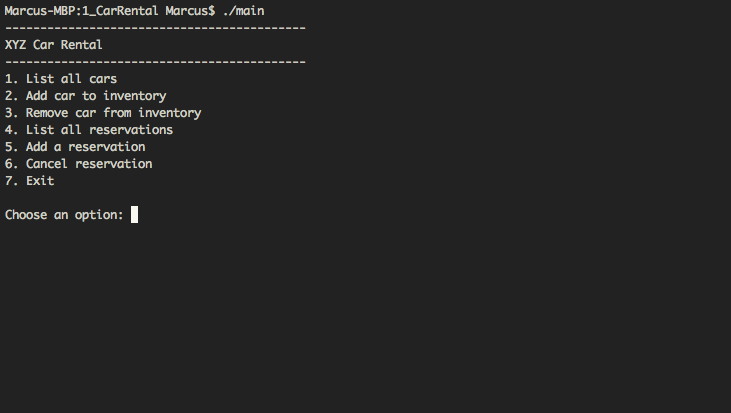 Marcus-MBP:1_CarRental Marcus$ ./main
-------------------------------------------
XYZ Car Rental
-------------------------------------------
1. List all cars
2. Add car to inventory
3. Remove car from inventory
4. List all reservations
5. Add a reservation
6. Cancel reservation
7. Exit
Choose an option: